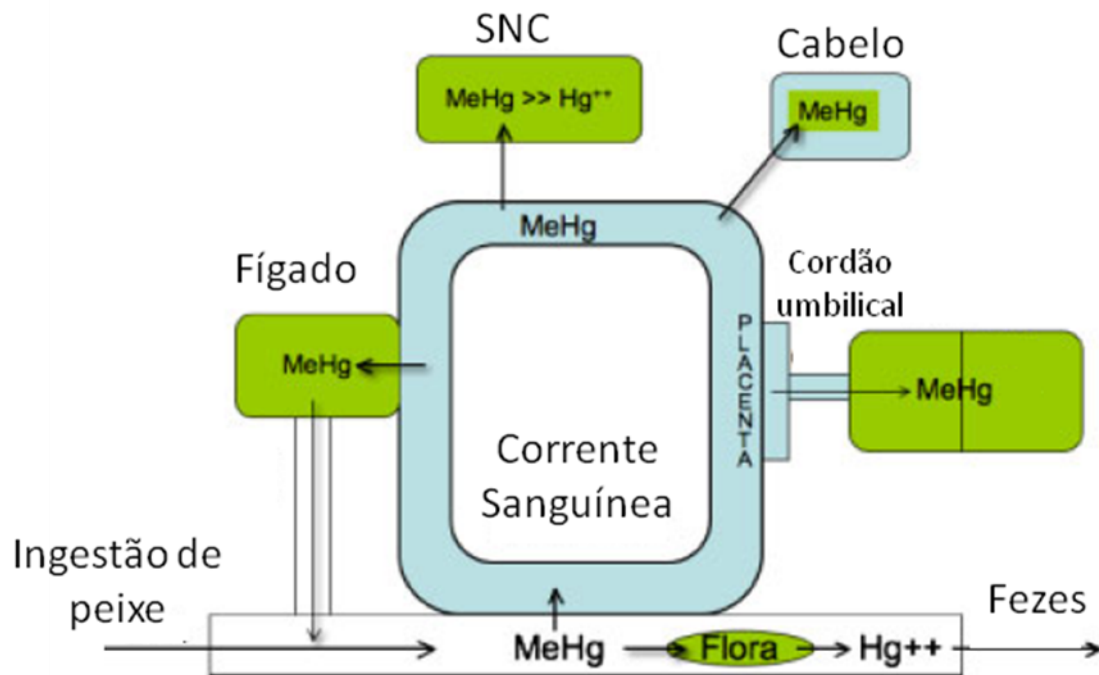 SNC
MeHg >> Hg⁺⁺
Cabelo
MeHg
MeHg
Fígado
MeHg
Cordão
umbilical
PLACENTA
MeHg
Corrente
Sanguínea
Ingestão de
peixe
MeHg
Flora
Hg++
Fezes